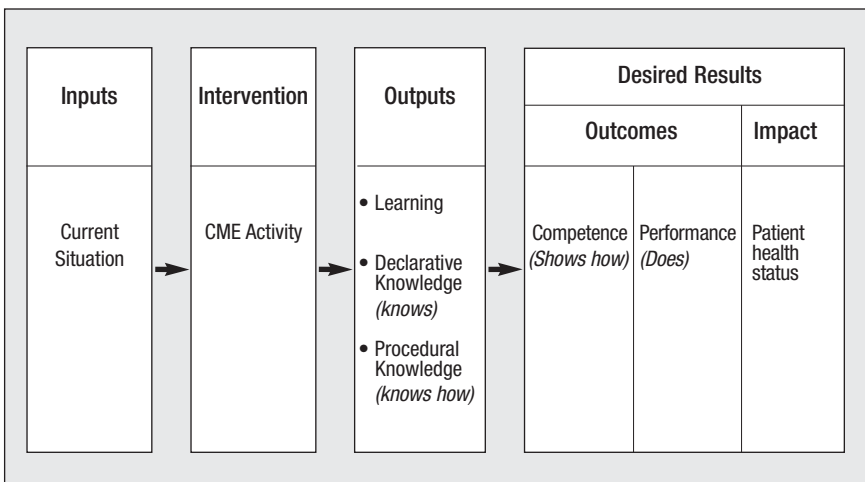 Inputs
Current
Situation
Intervention
CME Activity
Outputs
• Learning
• Declarative
Knowledge
(knows)
• Procedural
Knowledge
(knows how)
Desired Results
Outcomes
Impact
Competence
(Shows how)
Performance
(Does)
Patient
health
status